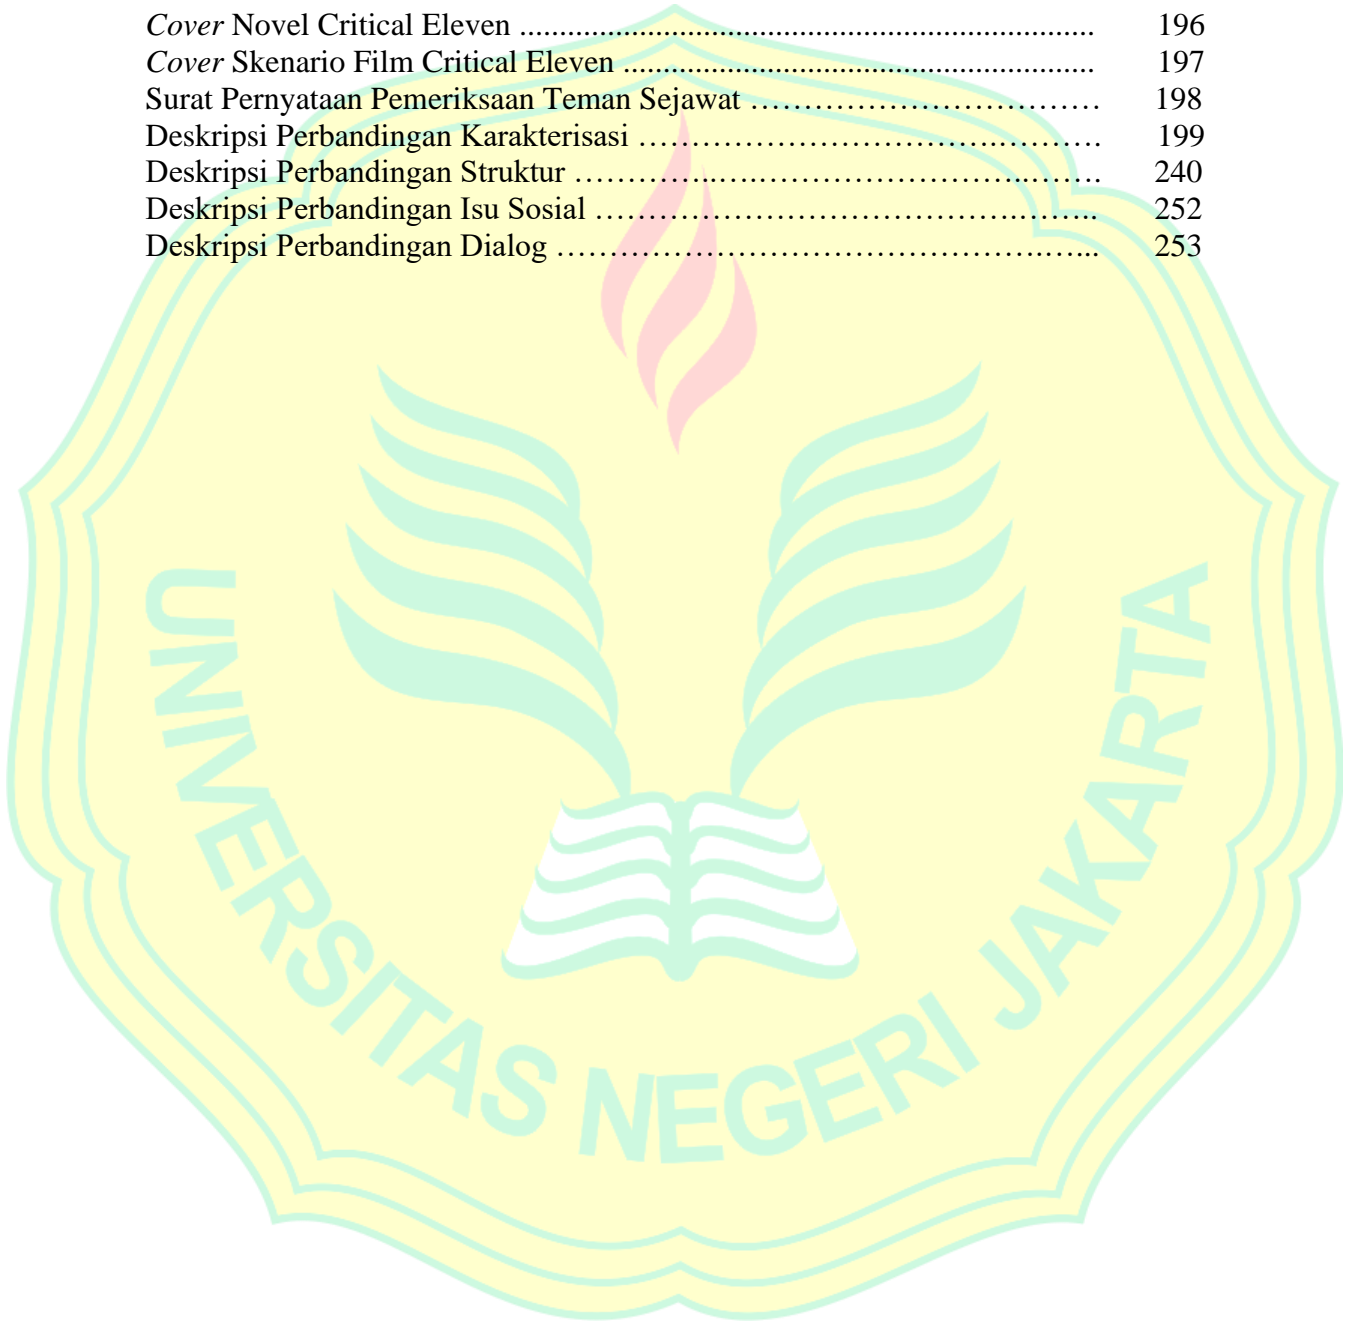 Cover Novel Critical Eleven ........................................................................ 196
Cover Skenario Film Critical Eleven ........................................................... 197
Surat Pernyataan Pemeriksaan Teman Sejawat …………………………… 198
Deskripsi Perbandingan Karakterisasi …………………………….………. 199
Deskripsi Perbandingan Struktur …………..….…………………….……. 240
Deskripsi Perbandingan Isu Sosial ………………………………….…….. 252
Deskripsi Perbandingan Dialog ……………………………………….…... 253
UNIVERSITAS NEGERI JAKARTA